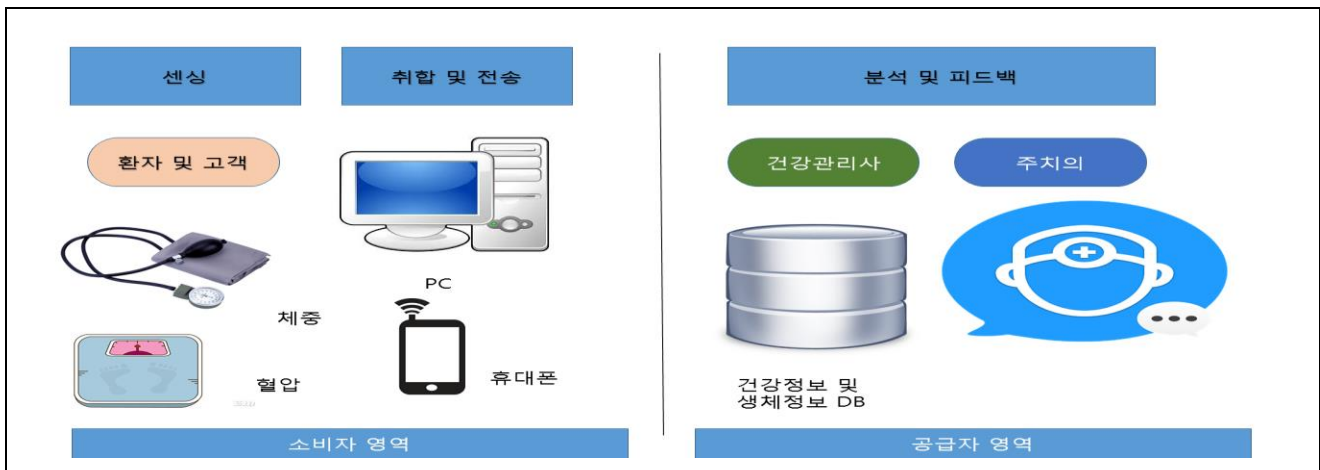 센싱
취합 및 전송
분석 및 피드백
환자 및 고객
건강관리사
주치의
PC
체중
혈압
휴대폰
건강정보 및
생체정보 DB
소비자 영역
공급자 영역